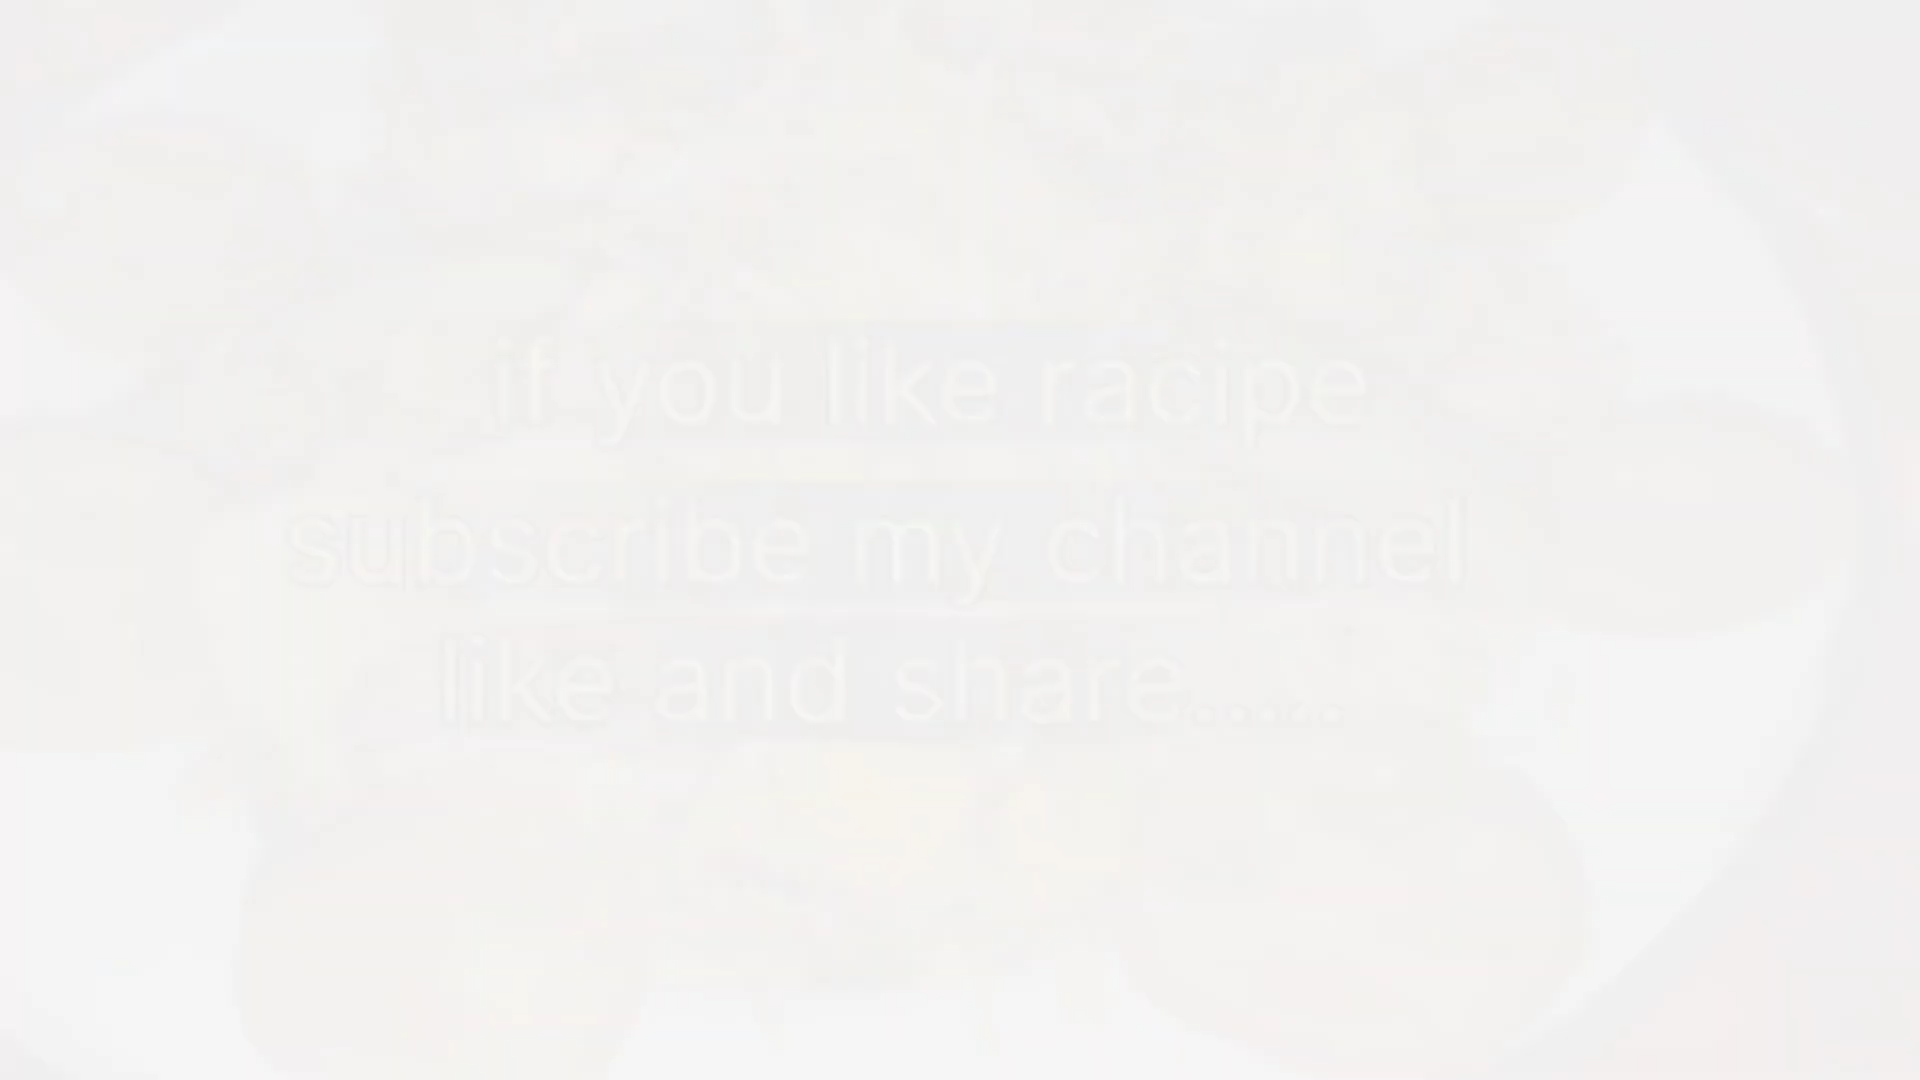 if you like racipe
subscribe my channel
like and share......